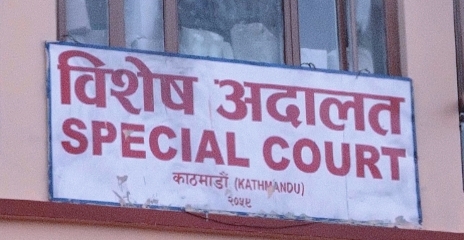 विशेष अदालत
SPECIAL COURT
काठमाडौं (KATHMANDU)
२०५९